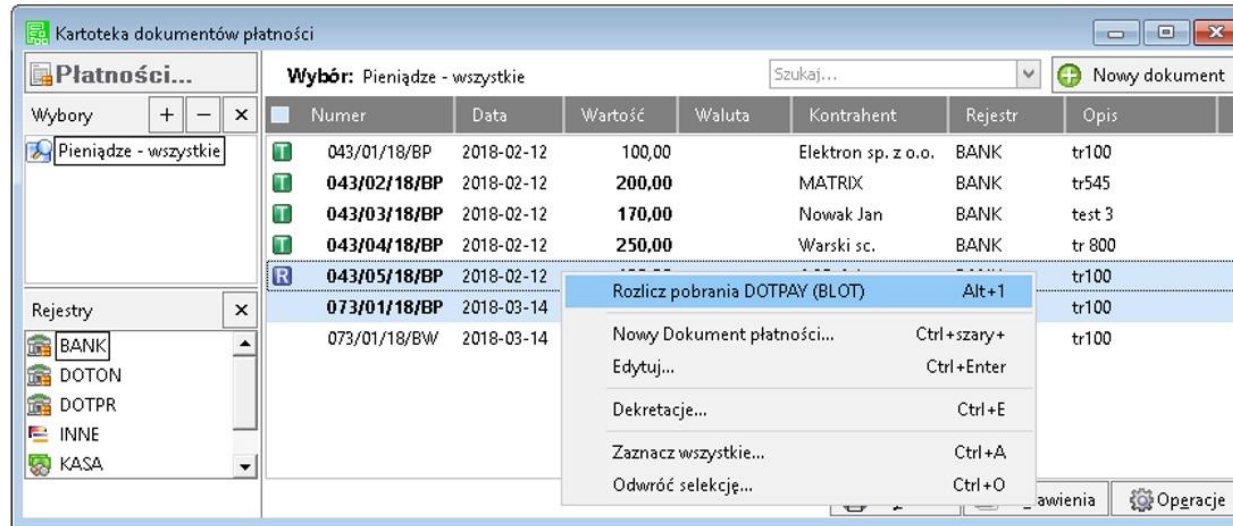 Kartoteka dokumentów płatności
Płatności...
Wybór: Pieniądze - wszystkie
Szukaj...
Nowy dokument
Wybory
Numer Data Wartość Waluta Kontrahent Rejestr Opis
Pieniądze - wszystkie
T 043/01/18/BP 2018-02-12 100,00 Elektron sp. z o.o. BANK tr100
T 043/02/18/BP 2018-02-12 200,00 MATRIX BANK tr545
T 043/03/18/BP 2018-02-12 170,00 Nowak Jan BANK test 3
T 043/04/18/BP 2018-02-12 250,00 Warski sc. BANK tr 800
R 043/05/18/BP 2018-02-12 tr100
073/01/18/BP 2018-03-14 tr100
073/01/18/BW 2018-03-14 tr100
Rozlicz pobrania DOTPAY (BLOT) Alt+1
Nowy Dokument płatności... Ctrl+szary+
Edytuj... Ctrl+Enter
Dekretacje... Ctrl+E
Zaznacz wszystkie... Ctrl+A
Odwróć selekcję... Ctrl+O
Rejestry
BANK
DOTON
DOTPR
INNE
KASA
awienia
Operacje